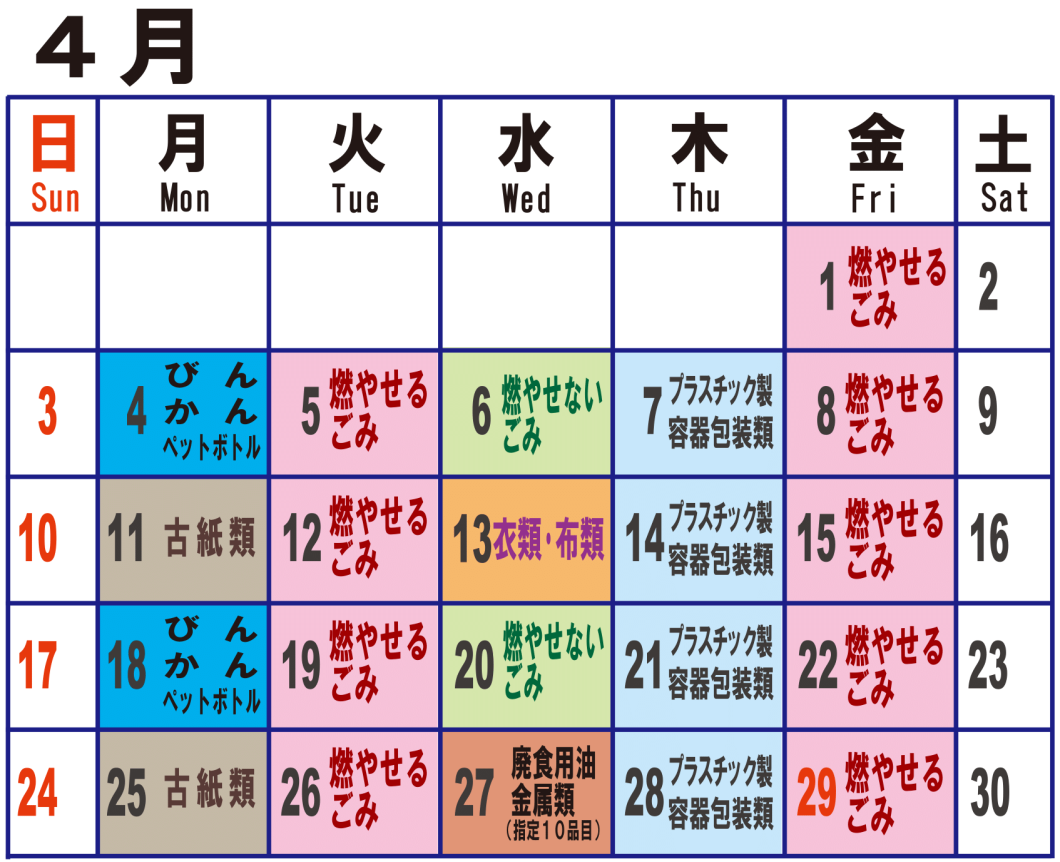 ４月
日 月 火 水 木 金 土
Sun Mon Tue Wed Thu Fri Sat
1 燃やせる
ごみ
2
3
4 びん
かん
ペットボトル
5 燃やせる
ごみ
6 燃やせない
ごみ
7 プラスチック製
容器包装類
8 燃やせる
ごみ
9
10
11 古紙類
12 燃やせる
ごみ
13 衣類・布類
14 プラスチック製
容器包装類
15 燃やせる
ごみ
16
17
18 びん
かん
ペットボトル
19 燃やせる
ごみ
20 燃やせない
ごみ
21 プラスチック製
容器包装類
22 燃やせる
ごみ
23
24
25 古紙類
26 燃やせる
ごみ
27 廃食用油
金属類
（指定１０品目）
28 プラスチック製
容器包装類
29 燃やせる
ごみ
30